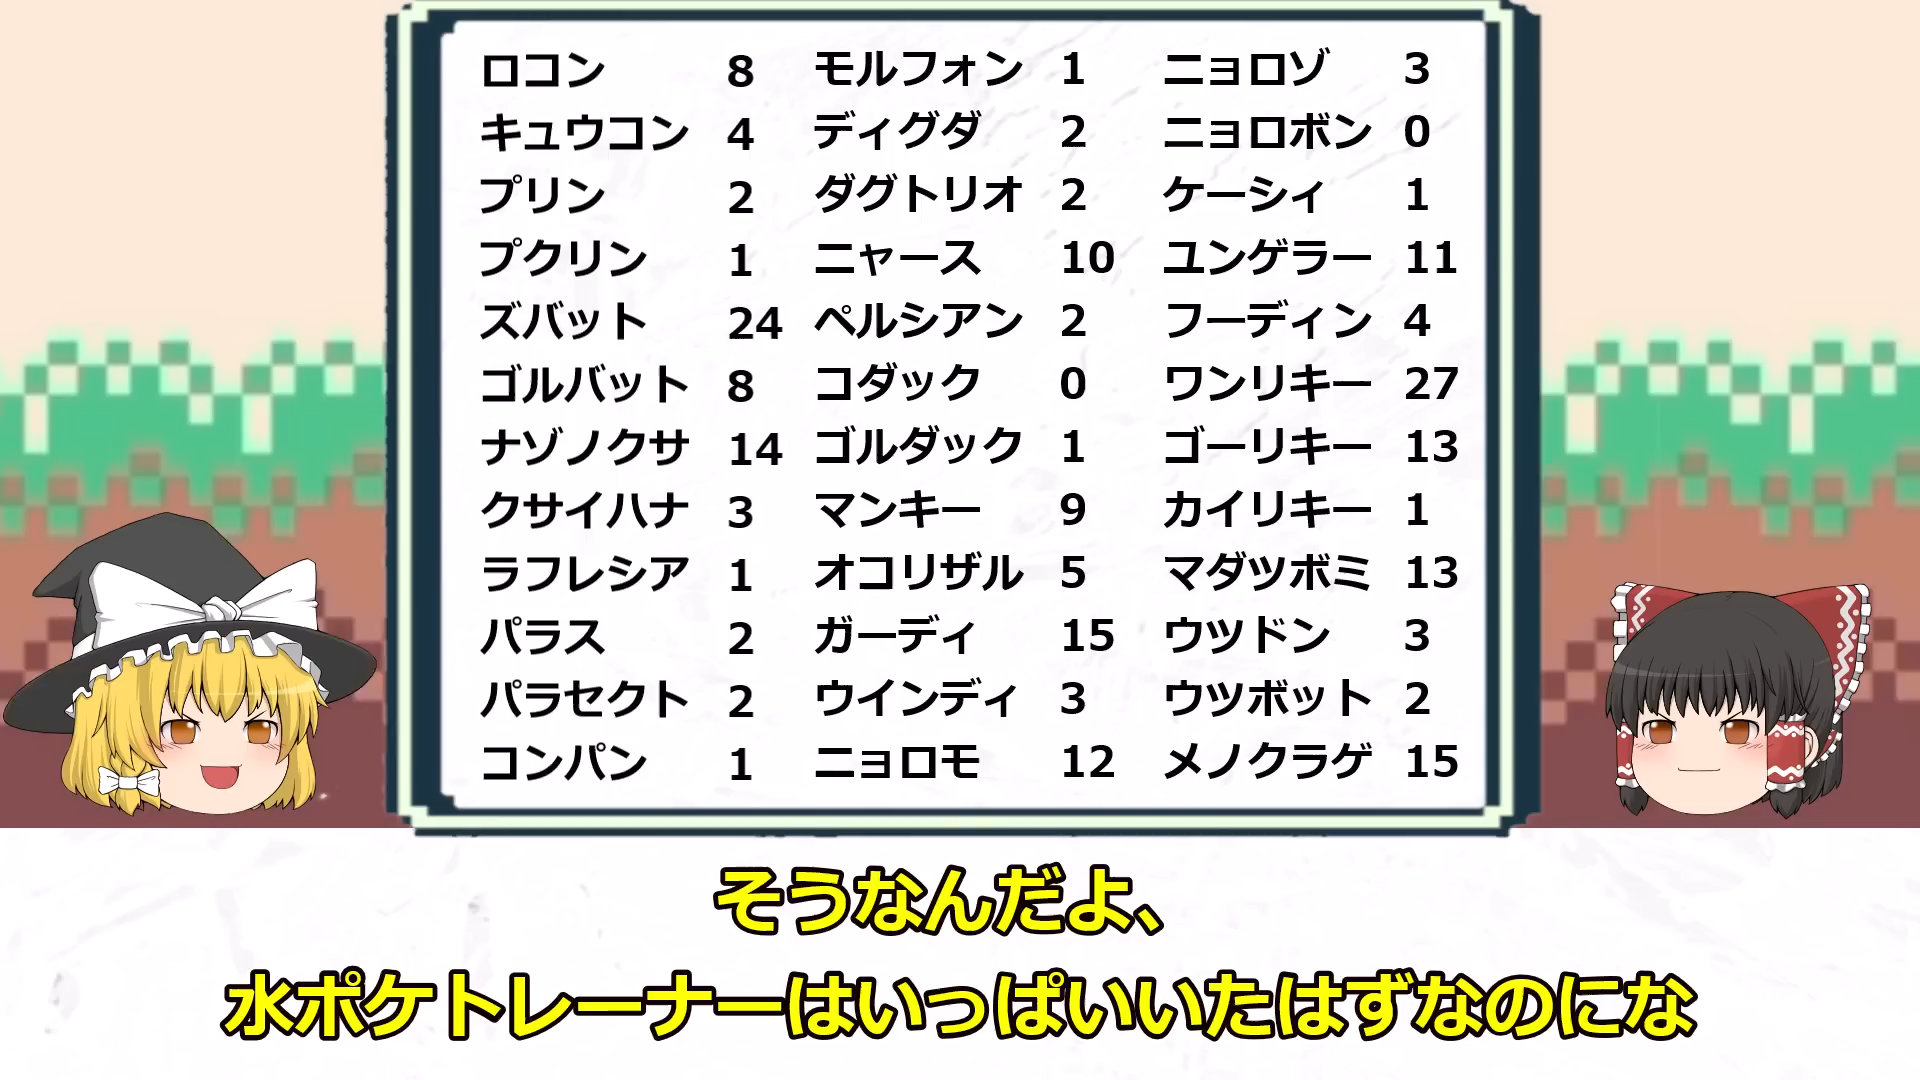 ロコン 8 モルフォン 1 ニョロゾ 3
キュウコン 4 ディグダ 2 ニョロボン 0
プリン 2 ダグトリオ 2 ケーシィ 1
プクリン 1 ニャース 10 ユンゲラー 11
ズバット 24 ペルシアン 2 フーディン 4
ゴルバット 8 コダック 0 ワンリキー 27
ナゾノクサ 14 ゴルダック 1 ゴーリキー 13
クサイハナ 3 マンキー 9 カイリキー 1
ラフレシア 1 オコリザル 5 マダツボミ 13
パラス 2 ガーディ 15 ウツドン 3
パラセクト 2 ウインディ 3 ウツボット 2
コンパン 1 ニョロモ 12 メノクラゲ 15
そうなんだよ、
水ポケトレーナーはいっぱいいたはずなのにな